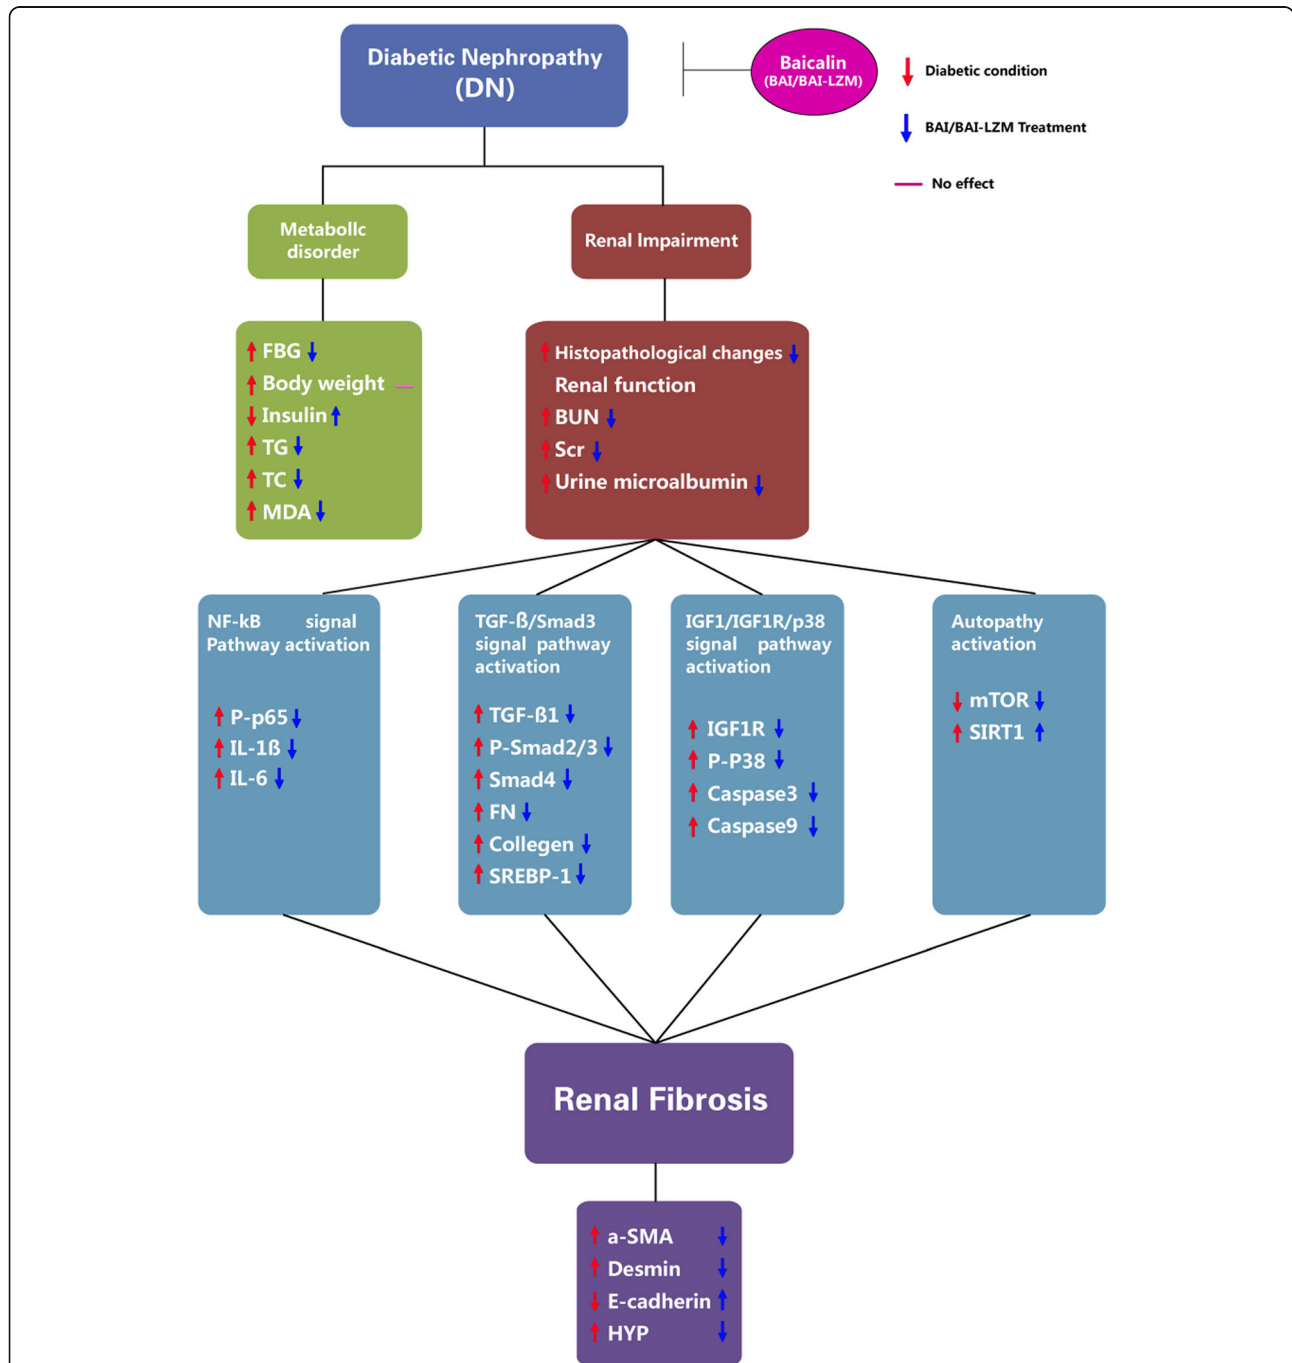 Diabetic Nephropathy
(DN)
Baicalin
(BAI/BAI-LZM)
Diabetic condition
BAI/BAI-LZM Treatment
No effect
Metabollc
disorder
Renal Impairment
FBG
Body weight
Insulin
TG
TC
MDA
Histopathological changes
Renal function
BUN
Scr
Urine microalbumin
NF-kB signal
Pathway activation
P-p65
IL-1ß
IL-6
TGF-ß/Smad3
signal pathway
activation
TGF-ß1
P-Smad2/3
Smad4
FN
Collegen
SREBP-1
IGF1/IGF1R/p38
signal pathway
activation
IGF1R
P-P38
Caspase3
Caspase9
Autopathy
activation
mTOR
SIRT1
Renal Fibrosis
a-SMA
Desmin
E-cadherin
HYP